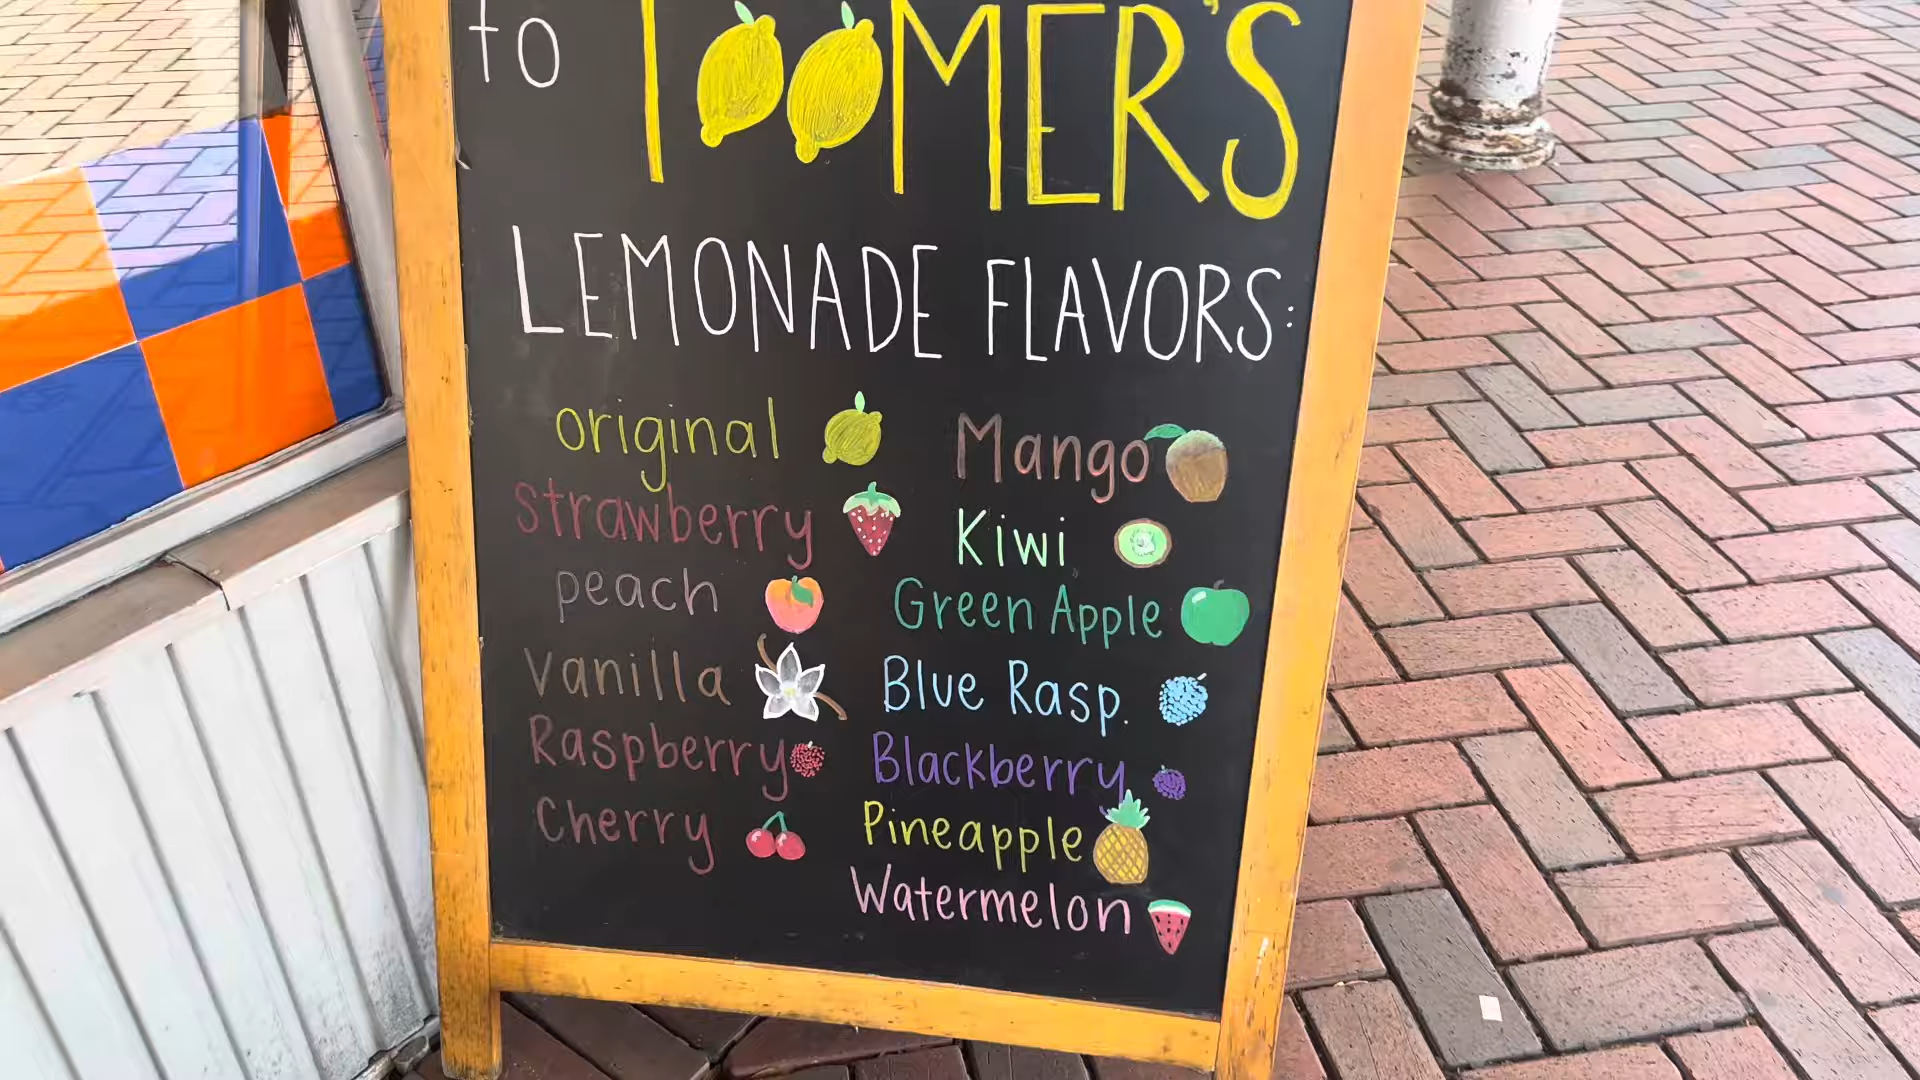 to TOOMER'S
LEMONADE FLAVORS:
original
strawberry
peach
vanilla
Raspberry
Cherry
Mango
Kiwi
Green Apple
Blue Rasp.
Blackberry
Pineapple
Watermelon